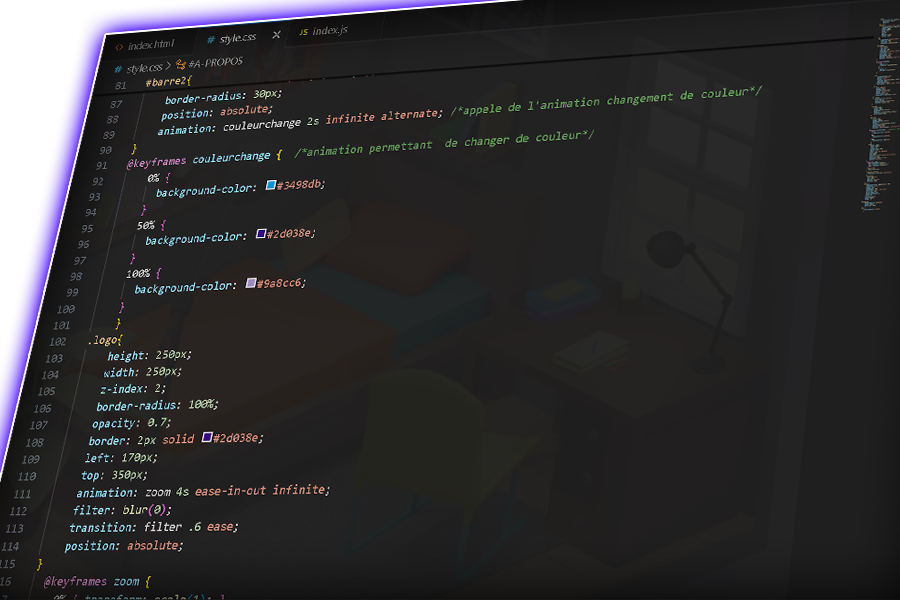 index.html
style.css
JS index.js
style.css > #A-PROPOS
81 #barre2{
87 border-radius: 30px;
88 position: absolute;
89 animation: couleurchange 2s infinite alternate; /*appele de l'animation changement de couleur*/
90 }
91 @keyframes couleurchange { /*animation permettant de changer de couleur*/
92 0% {
93 background-color: #3498db;
94 }
95 50% {
96 background-color: #2d038e;
97 }
98 100% {
99 background-color: #9a8cc6;
100 }
101 }
102 .logo{
103 height: 250px;
104 width: 250px;
105 z-index: 2;
106 border-radius: 100%;
107 opacity: 0.7;
108 border: 2px solid #2d038e;
109 left: 170px;
110 top: 350px;
111 animation: zoom 4s ease-in-out infinite;
112 filter: blur(0);
113 transition: filter .6 ease;
114 position: absolute;
115 }
16 @keyframes zoom {
0% { transform: scale(1); }